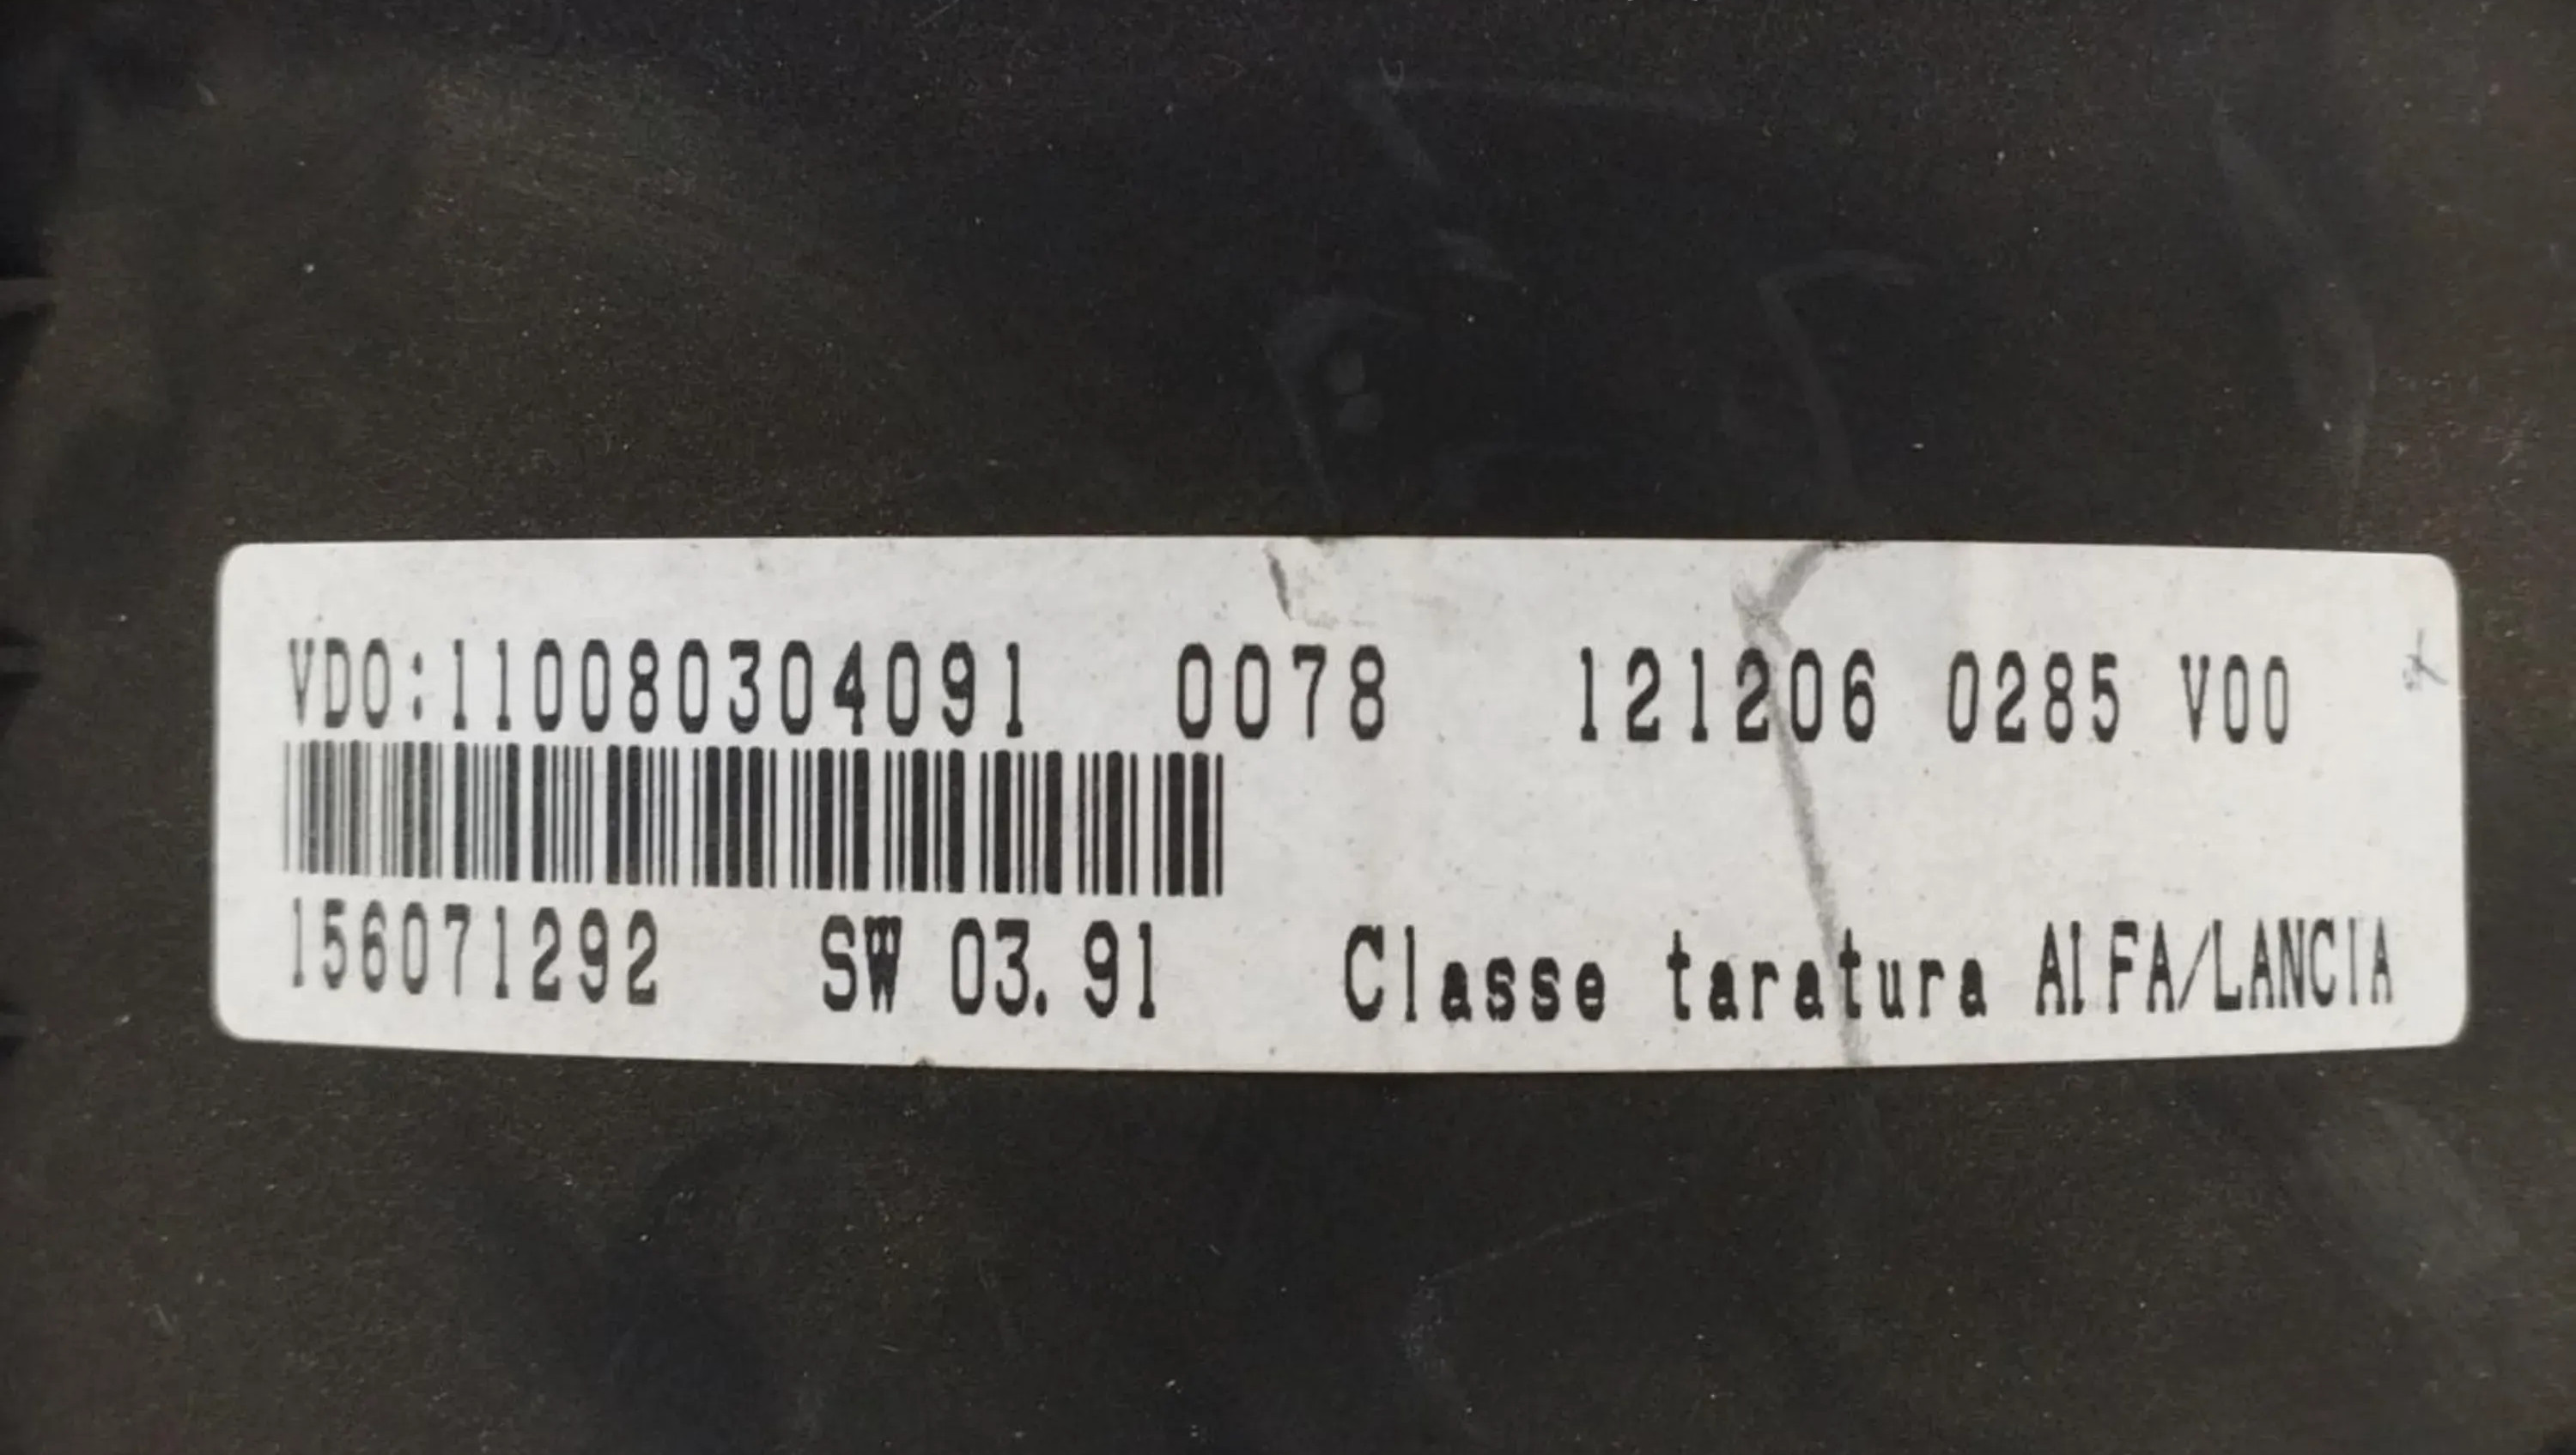 VDO:110080304091 0078 121206 0285 V00
156071292 SW 03.91 Classe taratura ALFA/LANCIA